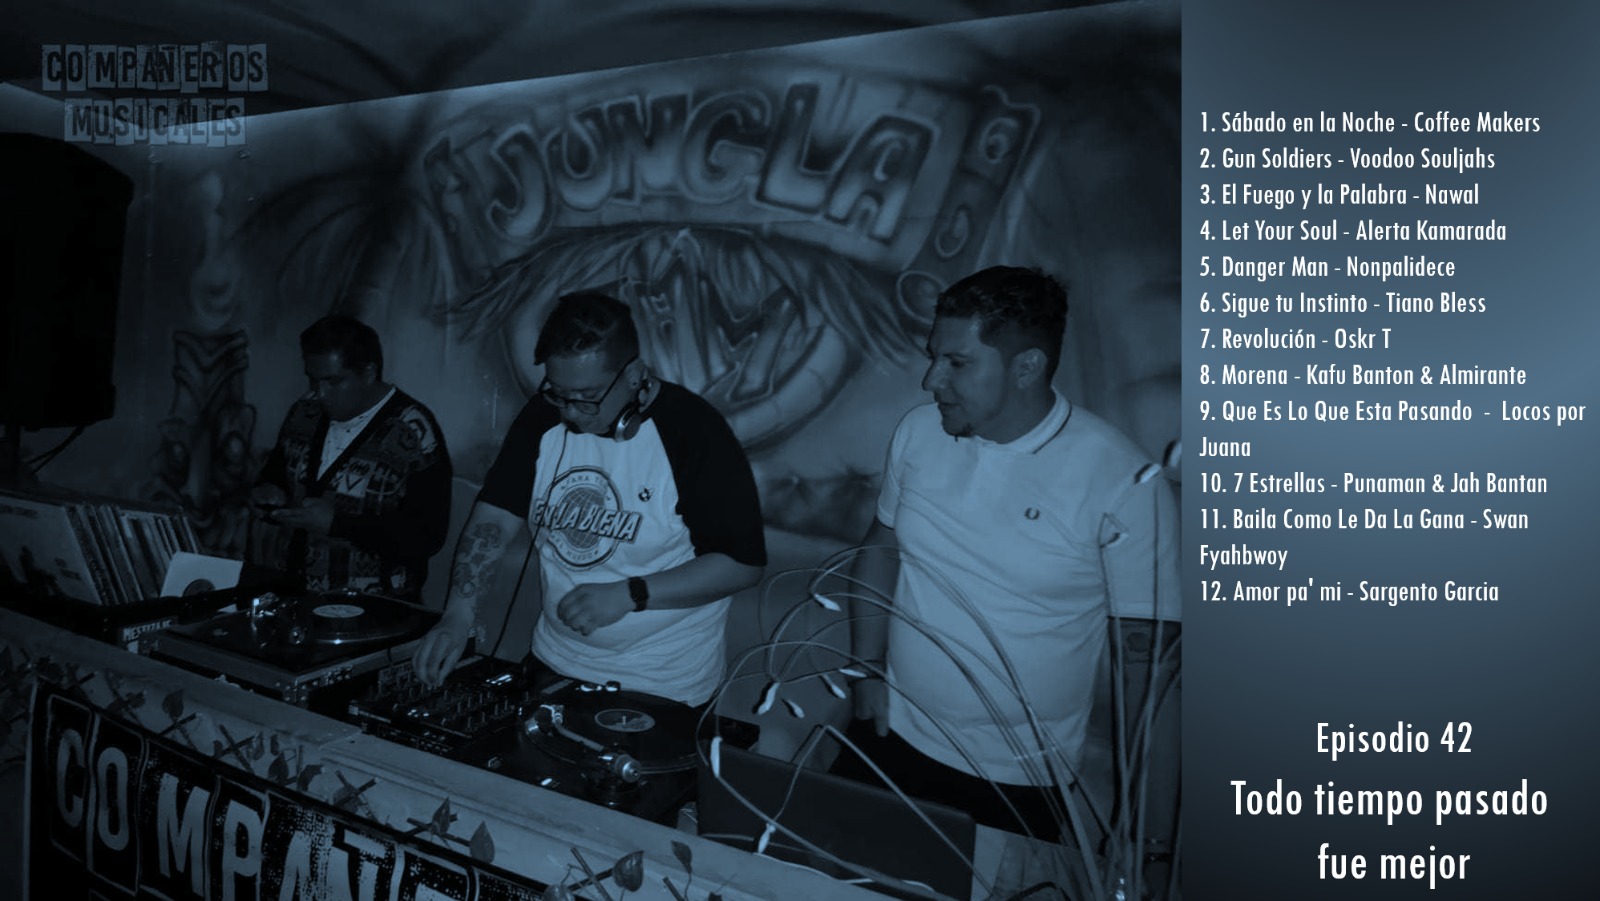 COMPAÑEROS
MUSICALES
JUNGLA
EN LA BUENA
COMPAÑE
1. Sábado en la Noche - Coffee Makers
2. Gun Soldiers - Voodoo Souljahs
3. El Fuego y la Palabra - Nawal
4. Let Your Soul - Alerta Kamarada
5. Danger Man - Nonpalidece
6. Sigue tu Instinto - Tiano Bless
7. Revolución - Oskr T
8. Morena - Kafu Banton & Almirante
9. Que Es Lo Que Esta Pasando - Locos por
Juana
10. 7 Estrellas - Punaman & Jah Bantan
11. Baila Como Le Da La Gana - Swan
Fyahbwoy
12. Amor pa' mi - Sargento Garcia
Episodio 42
Todo tiempo pasado
fue mejor